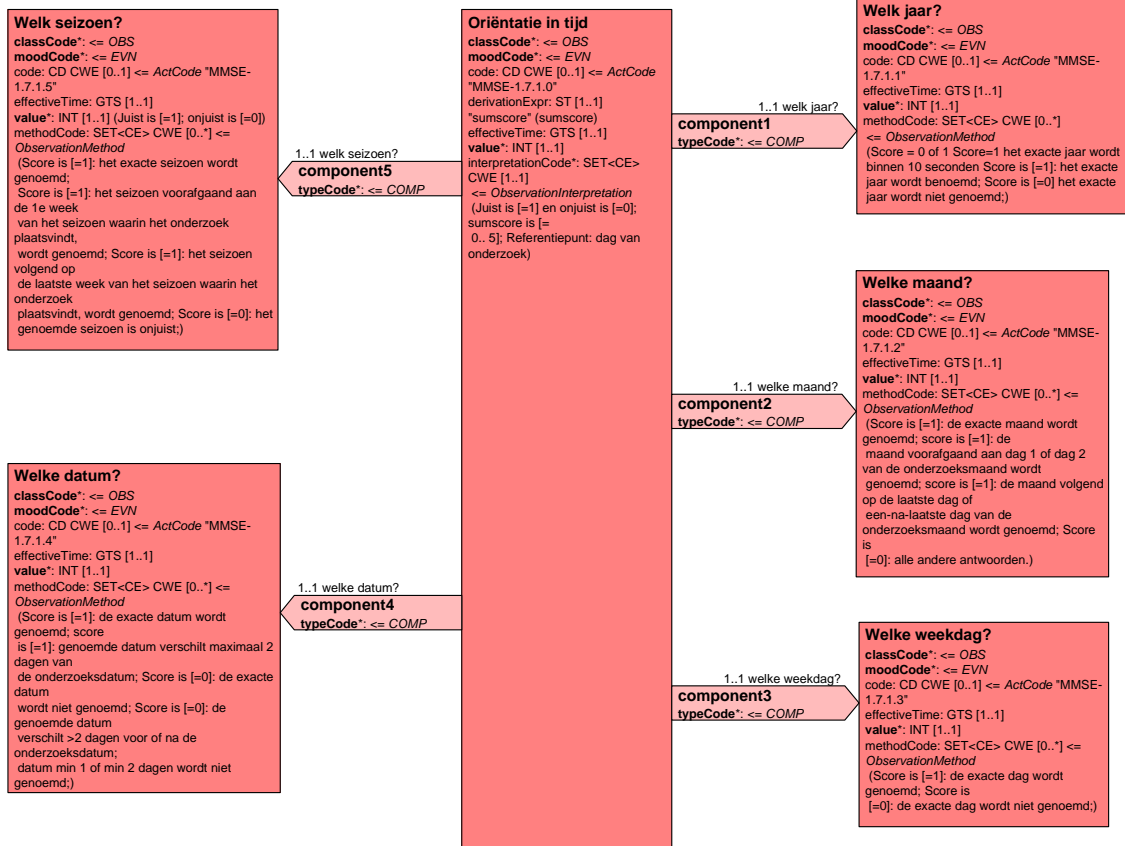 Welk seizoen?
classCode*: <= OBS
moodCode*: <= EVN
code: CD CWE [0..1] <= ActCode "MMSE-
1.7.1.5"
effectiveTime: GTS [1..1]
value*: INT [1..1] (Juist is [=1]; onjuist is [=0])
methodCode: SET<CE> CWE [0..*] <=
ObservationMethod
(Score is [=1]: het exacte seizoen wordt
genoemd;
Score is [=1]: het seizoen voorafgaand aan
de 1e week
van het seizoen waarin het onderzoek
plaatsvindt,
wordt genoemd; Score is [=1]: het seizoen
volgend op
de laatste week van het seizoen waarin het
onderzoek
plaatsvindt, wordt genoemd; Score is [=0]: het
genoemde seizoen is onjuist;)
1..1 welk seizoen?
component5
typeCode*: <= COMP
Oriëntatie in tijd
classCode*: <= OBS
moodCode*: <= EVN
code: CD CWE [0..1] <= ActCode
"MMSE-1.7.1.0"
derivationExpr: ST [1..1]
"sumscore" (sumscore)
effectiveTime: GTS [1..1]
value*: INT [1..1]
interpretationCode*: SET<CE>
CWE [1..1]
<= ObservationInterpretation
(Juist is [=1] en onjuist is [=0];
sumscore is [=
0.. 5]; Referentiepunt: dag van
onderzoek)
1..1 welk jaar?
component1
typeCode*: <= COMP
Welk jaar?
classCode*: <= OBS
moodCode*: <= EVN
code: CD CWE [0..1] <= ActCode "MMSE-
1.7.1.1"
effectiveTime: GTS [1..1]
value*: INT [1..1]
methodCode: SET<CE> CWE [0..*]
<= ObservationMethod
(Score = 0 of 1 Score=1 het exacte jaar wordt
binnen 10 seconden Score is [=1]: het exacte
jaar wordt benoemd; Score is [=0] het exacte
jaar wordt niet genoemd;)
1..1 welke maand?
component2
typeCode*: <= COMP
Welke maand?
classCode*: <= OBS
moodCode*: <= EVN
code: CD CWE [0..1] <= ActCode "MMSE-
1.7.1.2"
effectiveTime: GTS [1..1]
value*: INT [1..1]
methodCode: SET<CE> CWE [0..*] <=
ObservationMethod
(Score is [=1]: de exacte maand wordt
genoemd; score is [=1]: de
maand voorafgaand aan dag 1 of dag 2
van de onderzoeksmaand wordt
genoemd; score is [=1]: de maand volgend
op de laatste dag of
een-na-laatste dag van de
onderzoeksmaand wordt genoemd; Score
is
[=0]: alle andere antwoorden.)
Welke datum?
classCode*: <= OBS
moodCode*: <= EVN
code: CD CWE [0..1] <= ActCode "MMSE-
1.7.1.4"
effectiveTime: GTS [1..1]
value*: INT [1..1]
methodCode: SET<CE> CWE [0..*] <=
ObservationMethod
(Score is [=1]: de exacte datum wordt
genoemd; score
is [=1]: genoemde datum verschilt maximaal 2
dagen van
de onderzoeksdatum; Score is [=0]: de exacte
datum
wordt niet genoemd; Score is [=0]: de
genoemde datum
verschilt >2 dagen voor of na de
onderzoeksdatum;
datum min 1 of min 2 dagen wordt niet
genoemd;)
1..1 welke datum?
component4
typeCode*: <= COMP
1..1 welke weekdag?
component3
typeCode*: <= COMP
Welke weekdag?
classCode*: <= OBS
moodCode*: <= EVN
code: CD CWE [0..1] <= ActCode "MMSE-
1.7.1.3"
effectiveTime: GTS [1..1]
value*: INT [1..1]
methodCode: SET<CE> CWE [0..*] <=
ObservationMethod
(Score is [=1]: de exacte dag wordt
genoemd; Score is
[=0]: de exacte dag wordt niet genoemd;)